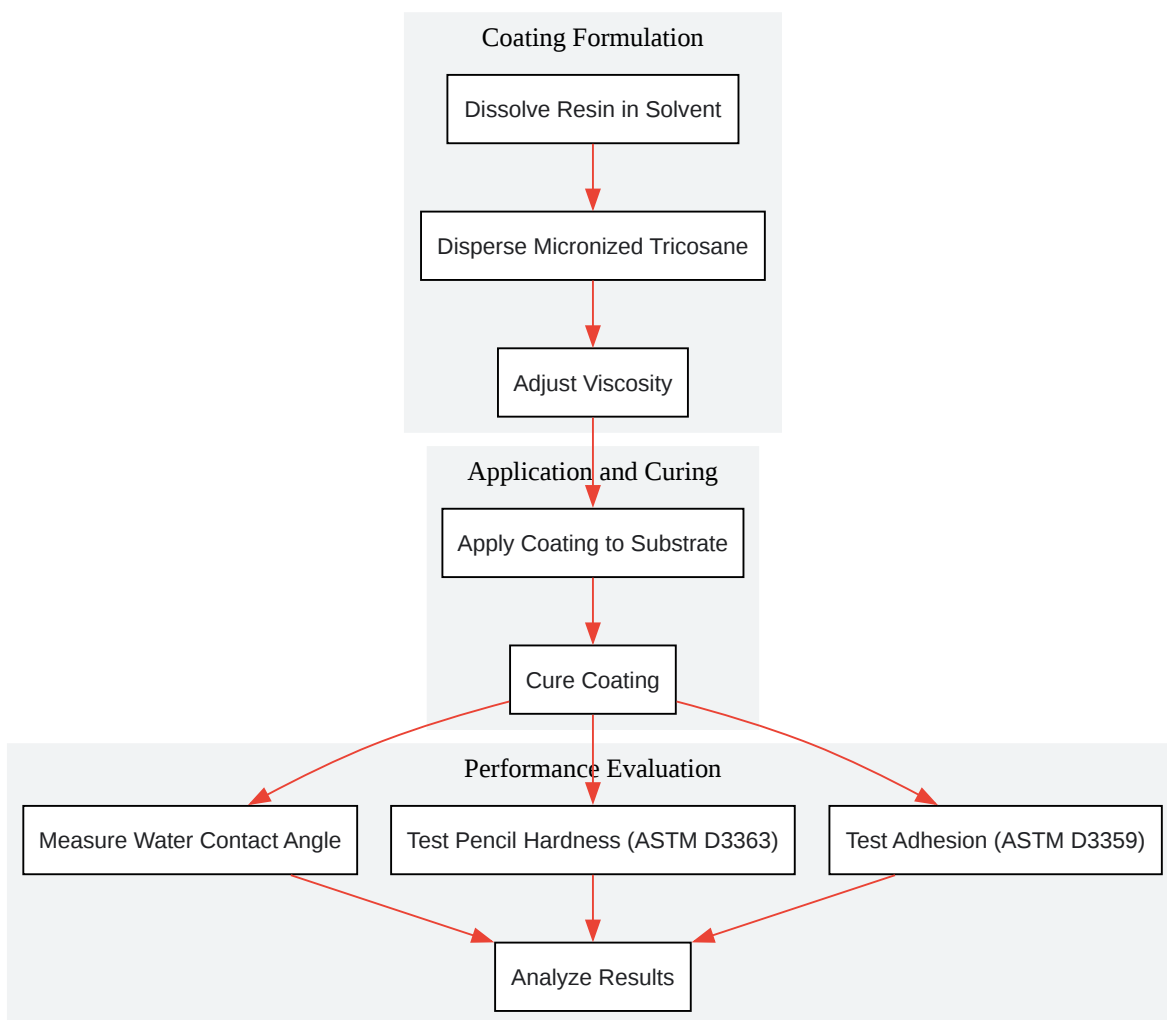 Coating Formulation
Dissolve Resin in Solvent
Disperse Micronized Tricosane
Adjust Viscosity
Application and Curing
Apply Coating to Substrate
Cure Coating
Performance Evaluation
Measure Water Contact Angle
Test Pencil Hardness (ASTM D3363)
Test Adhesion (ASTM D3359)
Analyze Results